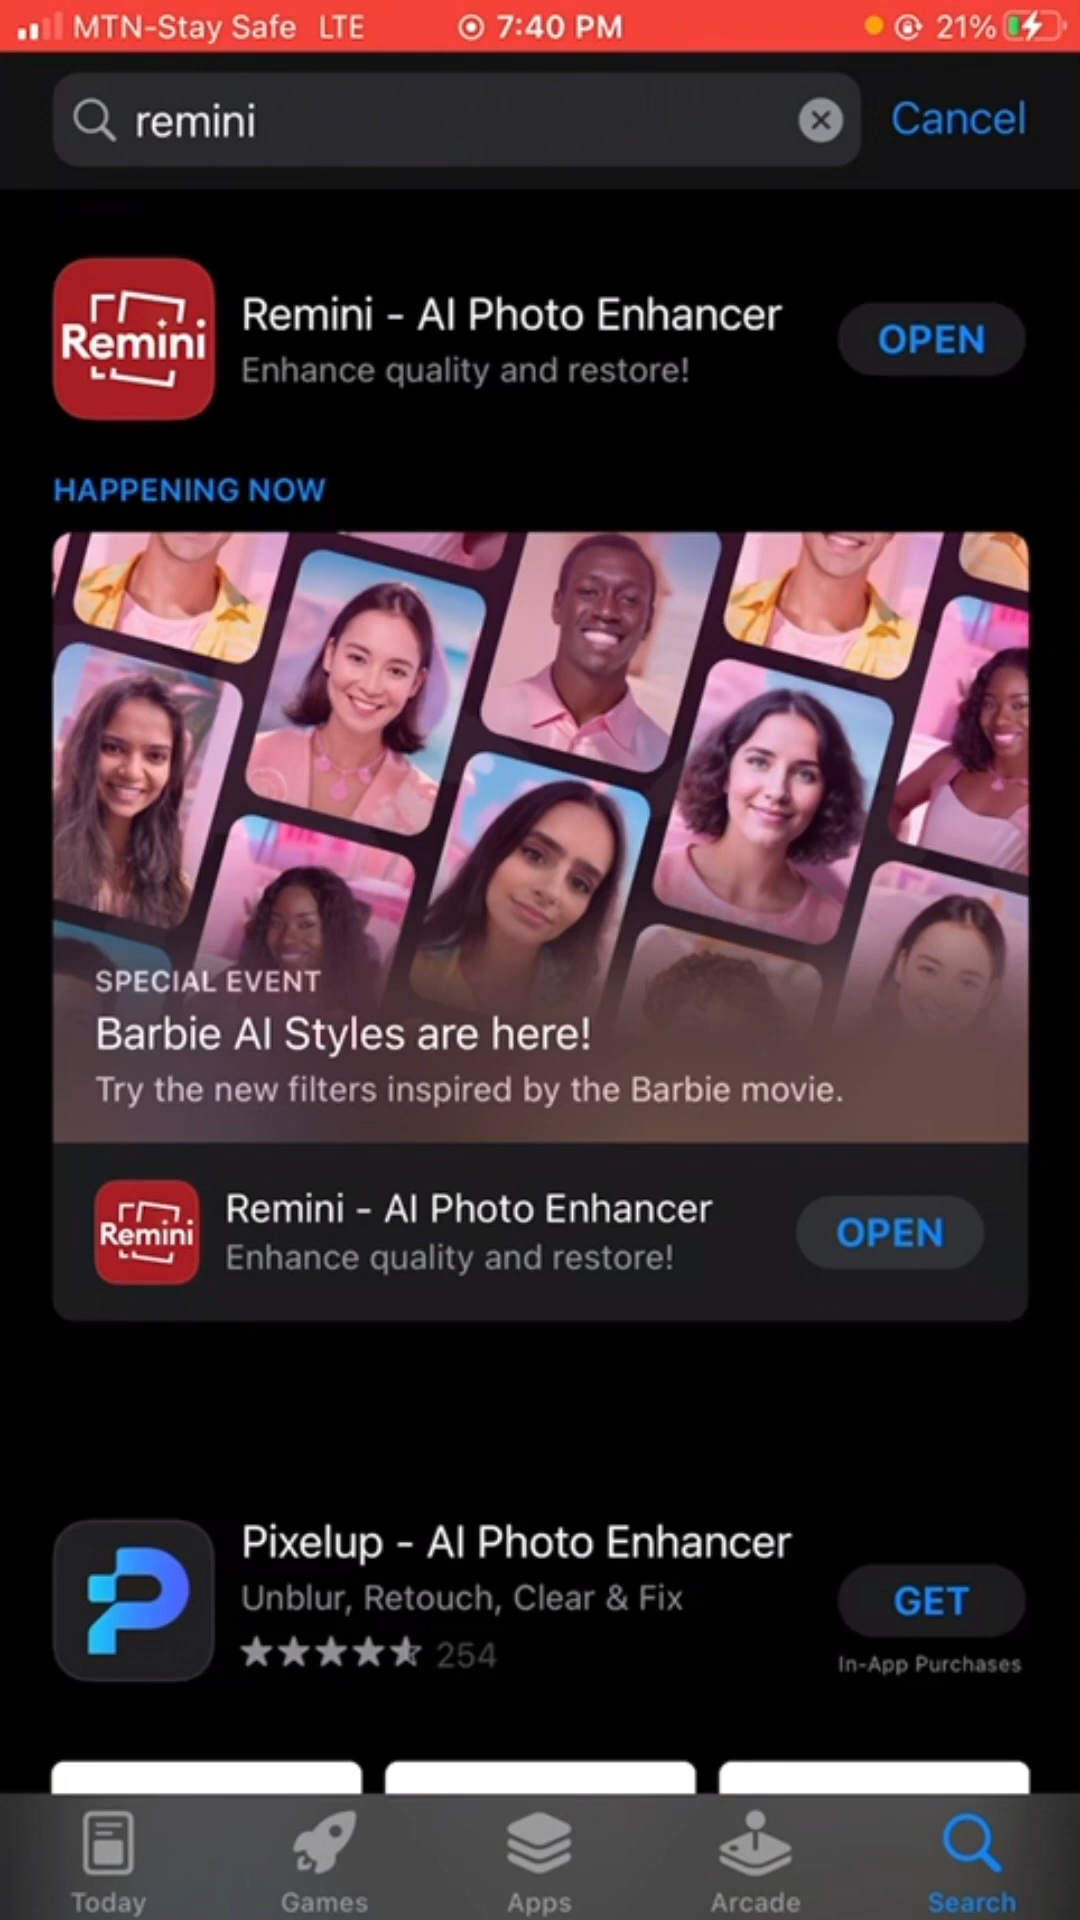 MTN-Stay Safe LTE 7:40 PM 21%
remini
Cancel
Remini
Remini - AI Photo Enhancer
Enhance quality and restore!
OPEN
HAPPENING NOW
SPECIAL EVENT
Barbie AI Styles are here!
Try the new filters inspired by the Barbie movie.
Remini
Remini - AI Photo Enhancer
Enhance quality and restore!
OPEN
Pixelup - AI Photo Enhancer
Unblur, Retouch, Clear & Fix
254
GET
In-App Purchases
Today
Games
Apps
Arcade
Search